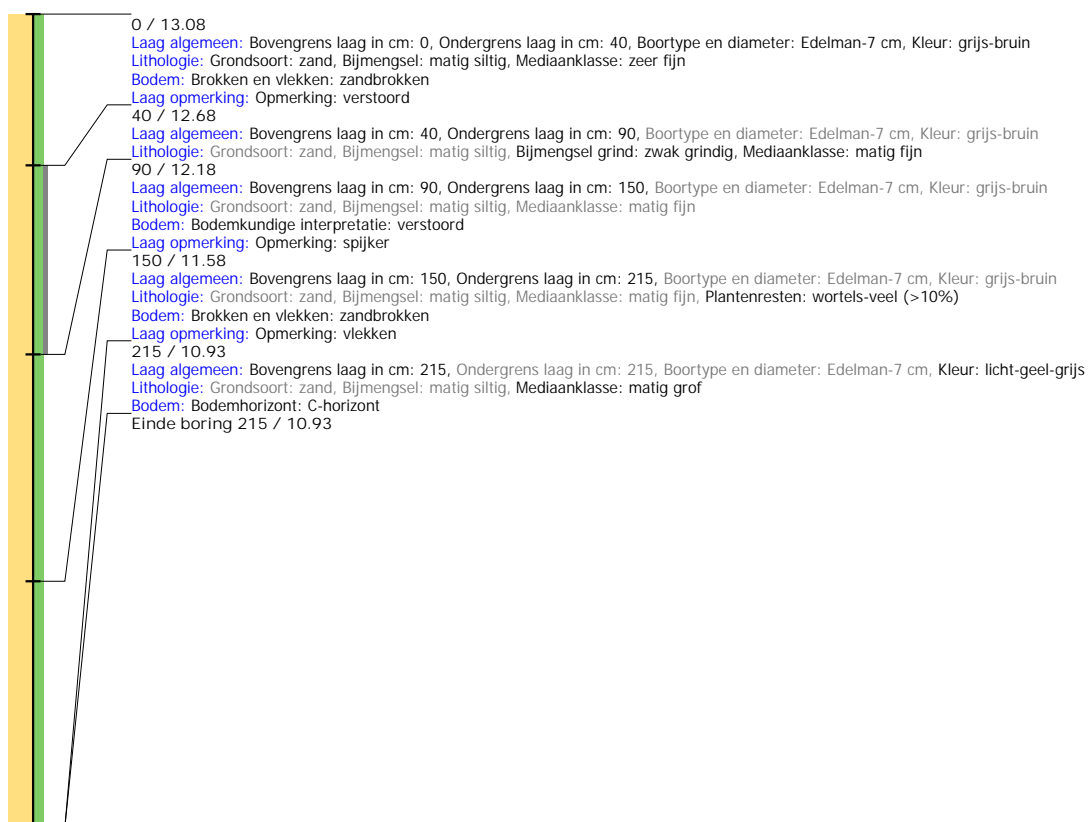 0 / 13.08
Laag algemeen: Bovengrens laag in cm: 0, Ondergrens laag in cm: 40, Boortype en diameter: Edelman-7 cm, Kleur: grijs-bruin
Lithologie: Grondsoort: zand, Bijmengsel: matig siltig, Mediaanklasse: zeer fijn
Bodem: Brokken en vlekken: zandbrokken
Laag opmerking: Opmerking: verstoord
40 / 12.68
Laag algemeen: Bovengrens laag in cm: 40, Ondergrens laag in cm: 90, Boortype en diameter: Edelman-7 cm, Kleur: grijs-bruin
Lithologie: Grondsoort: zand, Bijmengsel: matig siltig, Bijmengsel grind: zwak grindig, Mediaanklasse: matig fijn
90 / 12.18
Laag algemeen: Bovengrens laag in cm: 90, Ondergrens laag in cm: 150, Boortype en diameter: Edelman-7 cm, Kleur: grijs-bruin
Lithologie: Grondsoort: zand, Bijmengsel: matig siltig, Mediaanklasse: matig fijn
Bodem: Bodemkundige interpretatie: verstoord
Laag opmerking: Opmerking: spijker
150 / 11.58
Laag algemeen: Bovengrens laag in cm: 150, Ondergrens laag in cm: 215, Boortype en diameter: Edelman-7 cm, Kleur: grijs-bruin
Lithologie: Grondsoort: zand, Bijmengsel: matig siltig, Mediaanklasse: matig fijn, Plantenresten: wortels-veel (>10%)
Bodem: Brokken en vlekken: zandbrokken
Laag opmerking: Opmerking: vlekken
215 / 10.93
Laag algemeen: Bovengrens laag in cm: 215, Ondergrens laag in cm: 215, Boortype en diameter: Edelman-7 cm, Kleur: licht-geel-grijs
Lithologie: Grondsoort: zand, Bijmengsel: matig siltig, Mediaanklasse: matig grof
Bodem: Bodemhorizont: C-horizont
Einde boring 215 / 10.93